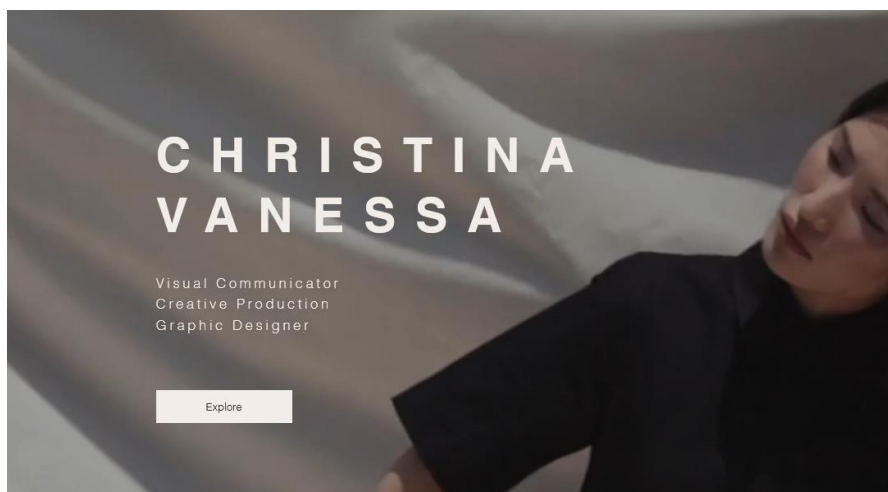 CHRISTINA
VANESSA
Visual Communicator
Creative Production
Graphic Designer
Explore